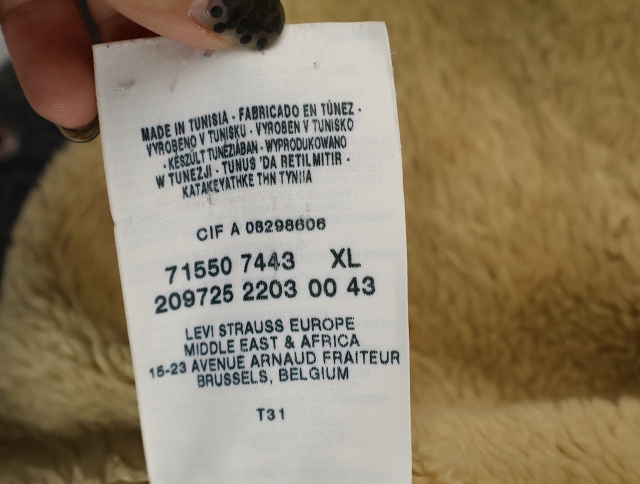 MADE IN TUNISIA - FABRICADO EN TÚNEZ -
VYROBENO V TUNISKU - VYROBEN V TUNISKO
- KÉSZÜLT TUNÉZIÁBAN - WYPRODUKOWANO
W TUNEZJI - TUNUS 'DA RETILMITIR -
KATAKEYATHKE THN TYNIIA
CIF A 08298606
71550 7443 XL
209725 2203 00 43
LEVI STRAUSS EUROPE
MIDDLE EAST & AFRICA
15-23 AVENUE ARNAUD FRAITEUR
BRUSSELS, BELGIUM
T31